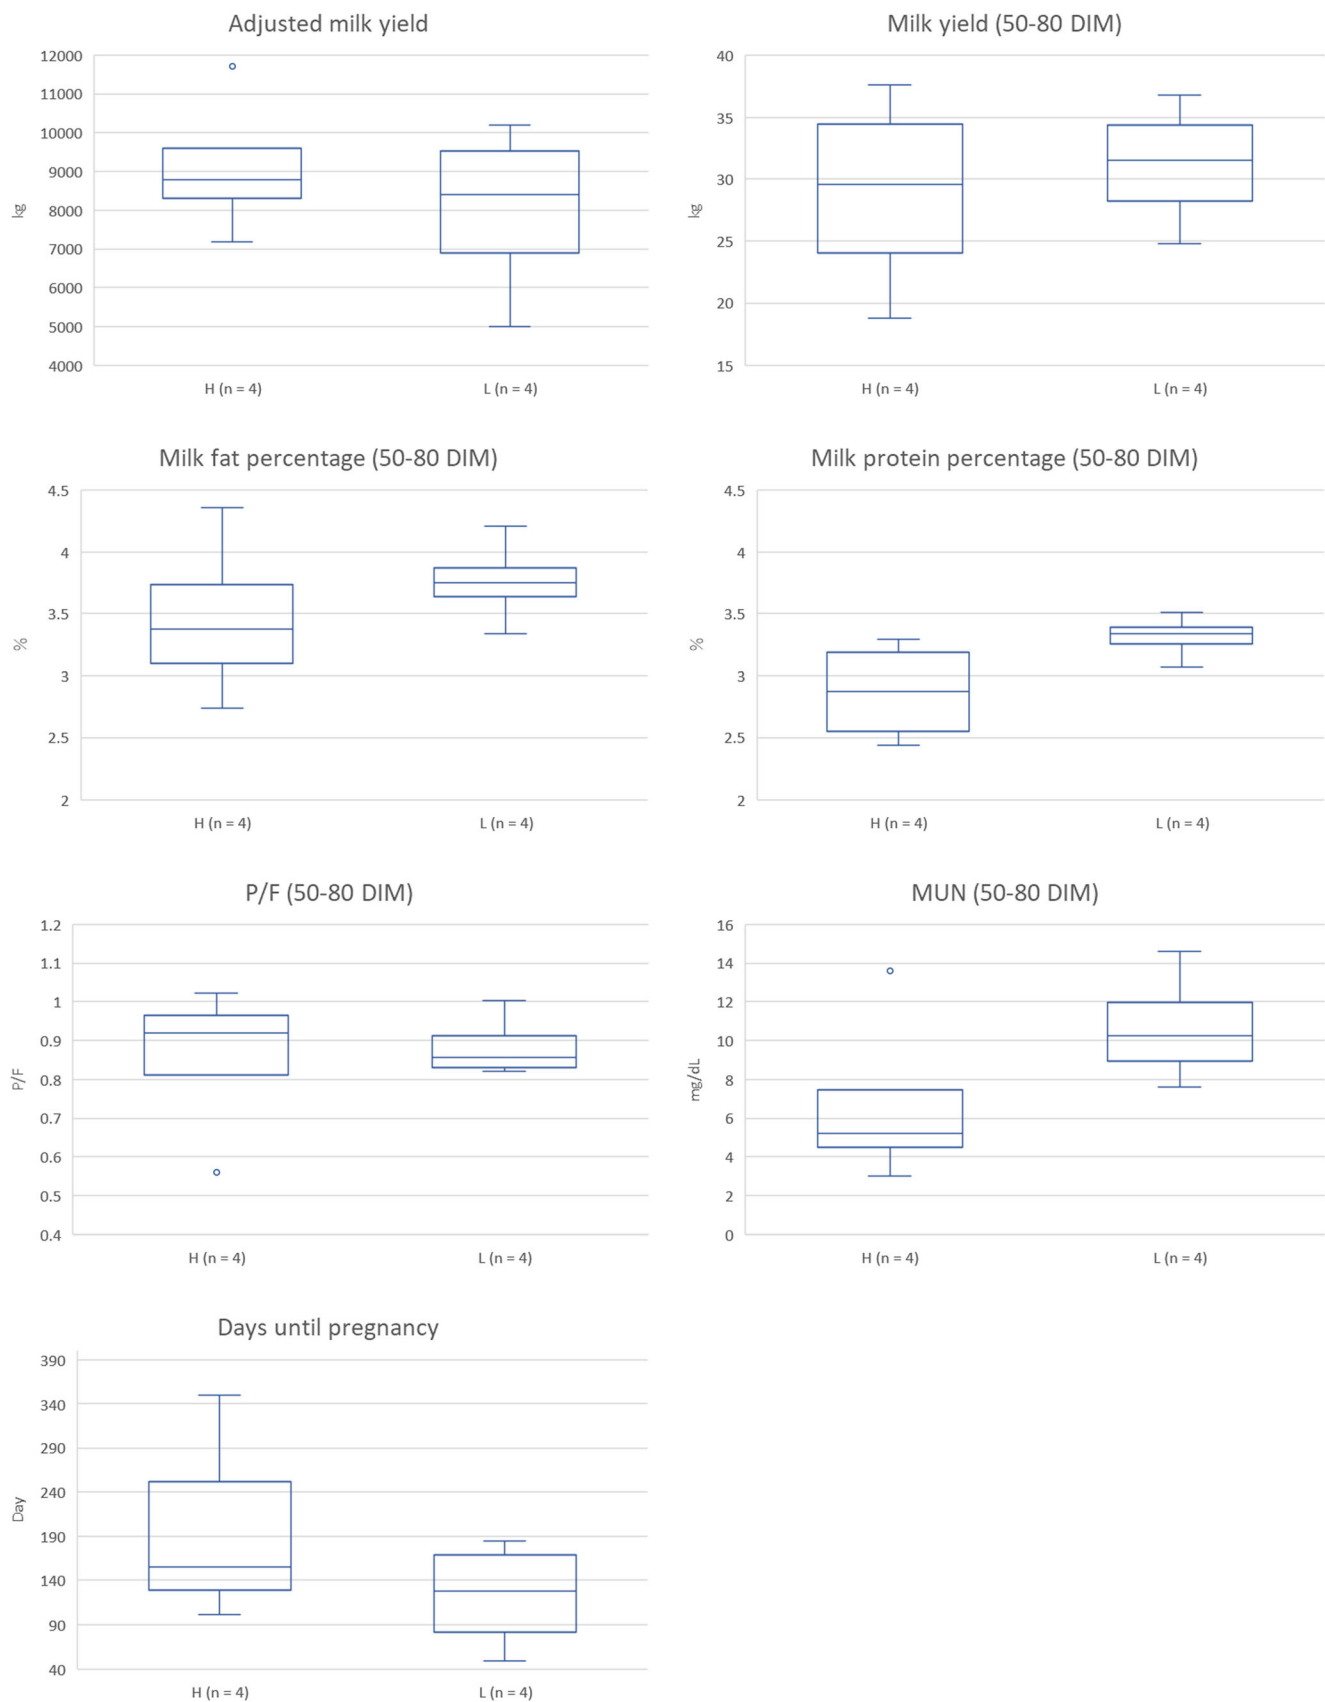 Adjusted milk yield
12000
11000
10000
9000
8000
7000
6000
5000
4000
kg
H (n = 4)
L (n = 4)
Milk yield (50-80 DIM)
40
35
30
25
20
15
kg
H (n = 4)
L (n = 4)
Milk fat percentage (50-80 DIM)
4.5
4
3.5
3
2.5
2
%
H (n = 4)
L (n = 4)
Milk protein percentage (50-80 DIM)
4.5
4
3.5
3
2.5
2
%
H (n = 4)
L (n = 4)
P/F (50-80 DIM)
1.2
1.1
1
0.9
0.8
0.7
0.6
0.5
0.4
P/F
H (n = 4)
L (n = 4)
MUN (50-80 DIM)
16
14
12
10
8
6
4
2
0
mg/dL
H (n = 4)
L (n = 4)
Days until pregnancy
390
340
290
240
190
140
90
40
Day
H (n = 4)
L (n = 4)